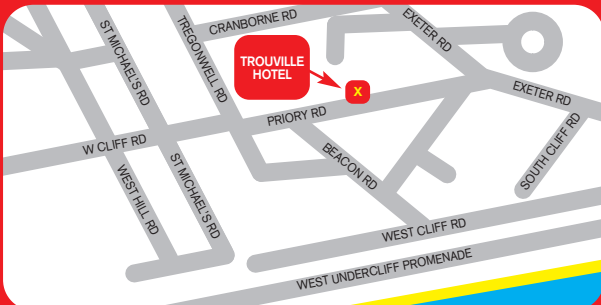 CRANBORNE RD
EXETER RD
ST MICHAEL'S RD
TREGONWELL RD
TROUVILLE
HOTEL
X
EXETER RD
PRIORY RD
W CLIFF RD
SOUTH CLIFF RD
BEACON RD
WEST HILL RD
ST MICHAEL'S RD
WEST CLIFF RD
WEST UNDERCLIFF PROMENADE